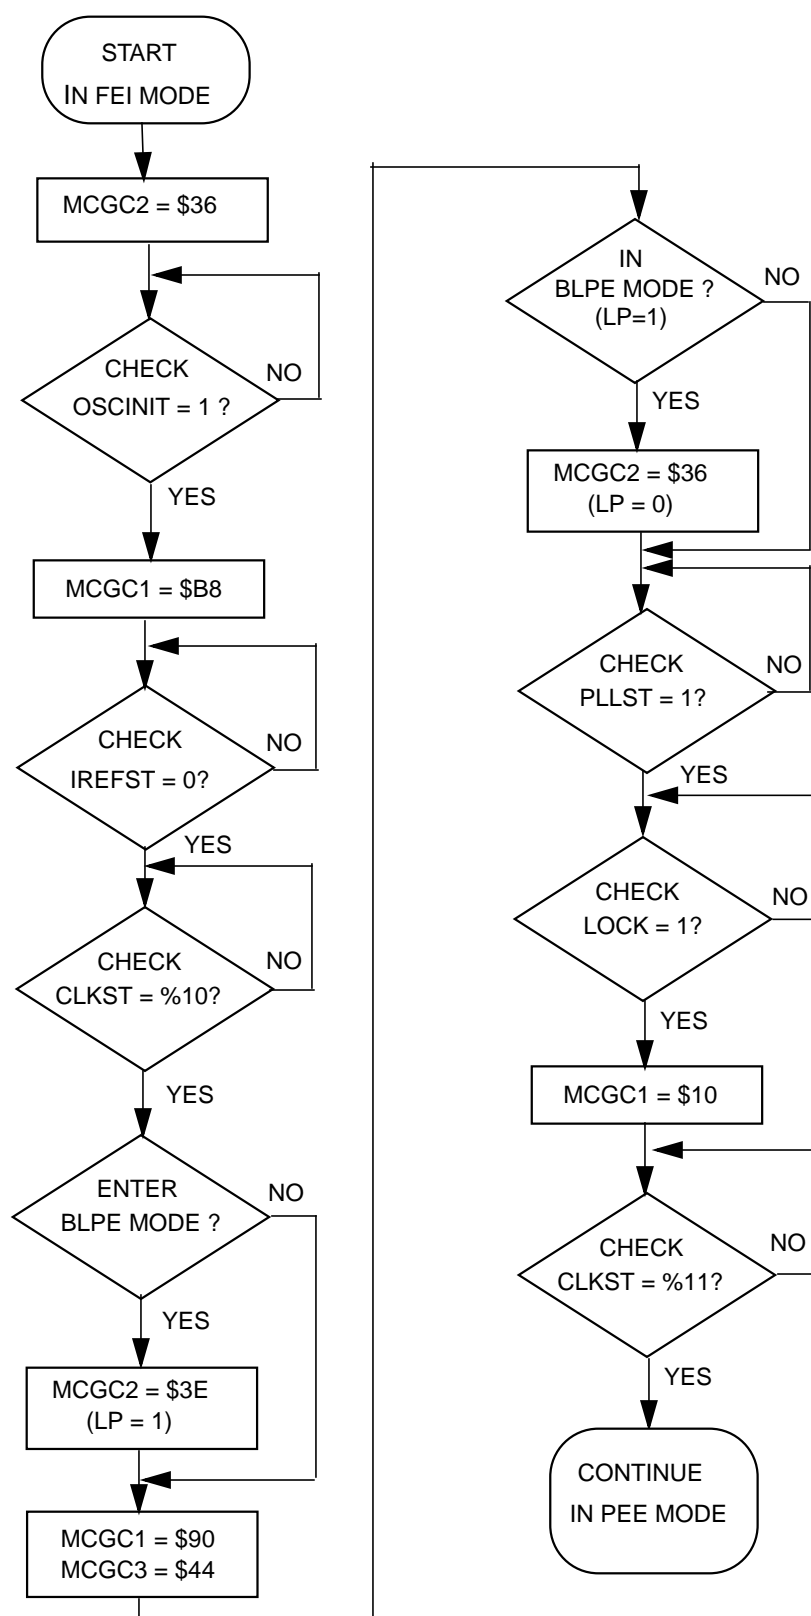 START
IN FEI MODE
MCGC2 = $36
CHECK
OSCINIT = 1 ?
NO
YES
MCGC1 = $B8
CHECK
IREFST = 0?
NO
YES
CHECK
CLKST = %10?
NO
YES
ENTER
BLPE MODE ?
NO
YES
MCGC2 = $3E
(LP = 1)
MCGC1 = $90
MCGC3 = $44
IN
BLPE MODE ?
(LP=1)
NO
YES
MCGC2 = $36
(LP = 0)
CHECK
PLLST = 1?
NO
YES
CHECK
LOCK = 1?
NO
YES
MCGC1 = $10
CHECK
CLKST = %11?
NO
YES
CONTINUE
IN PEE MODE